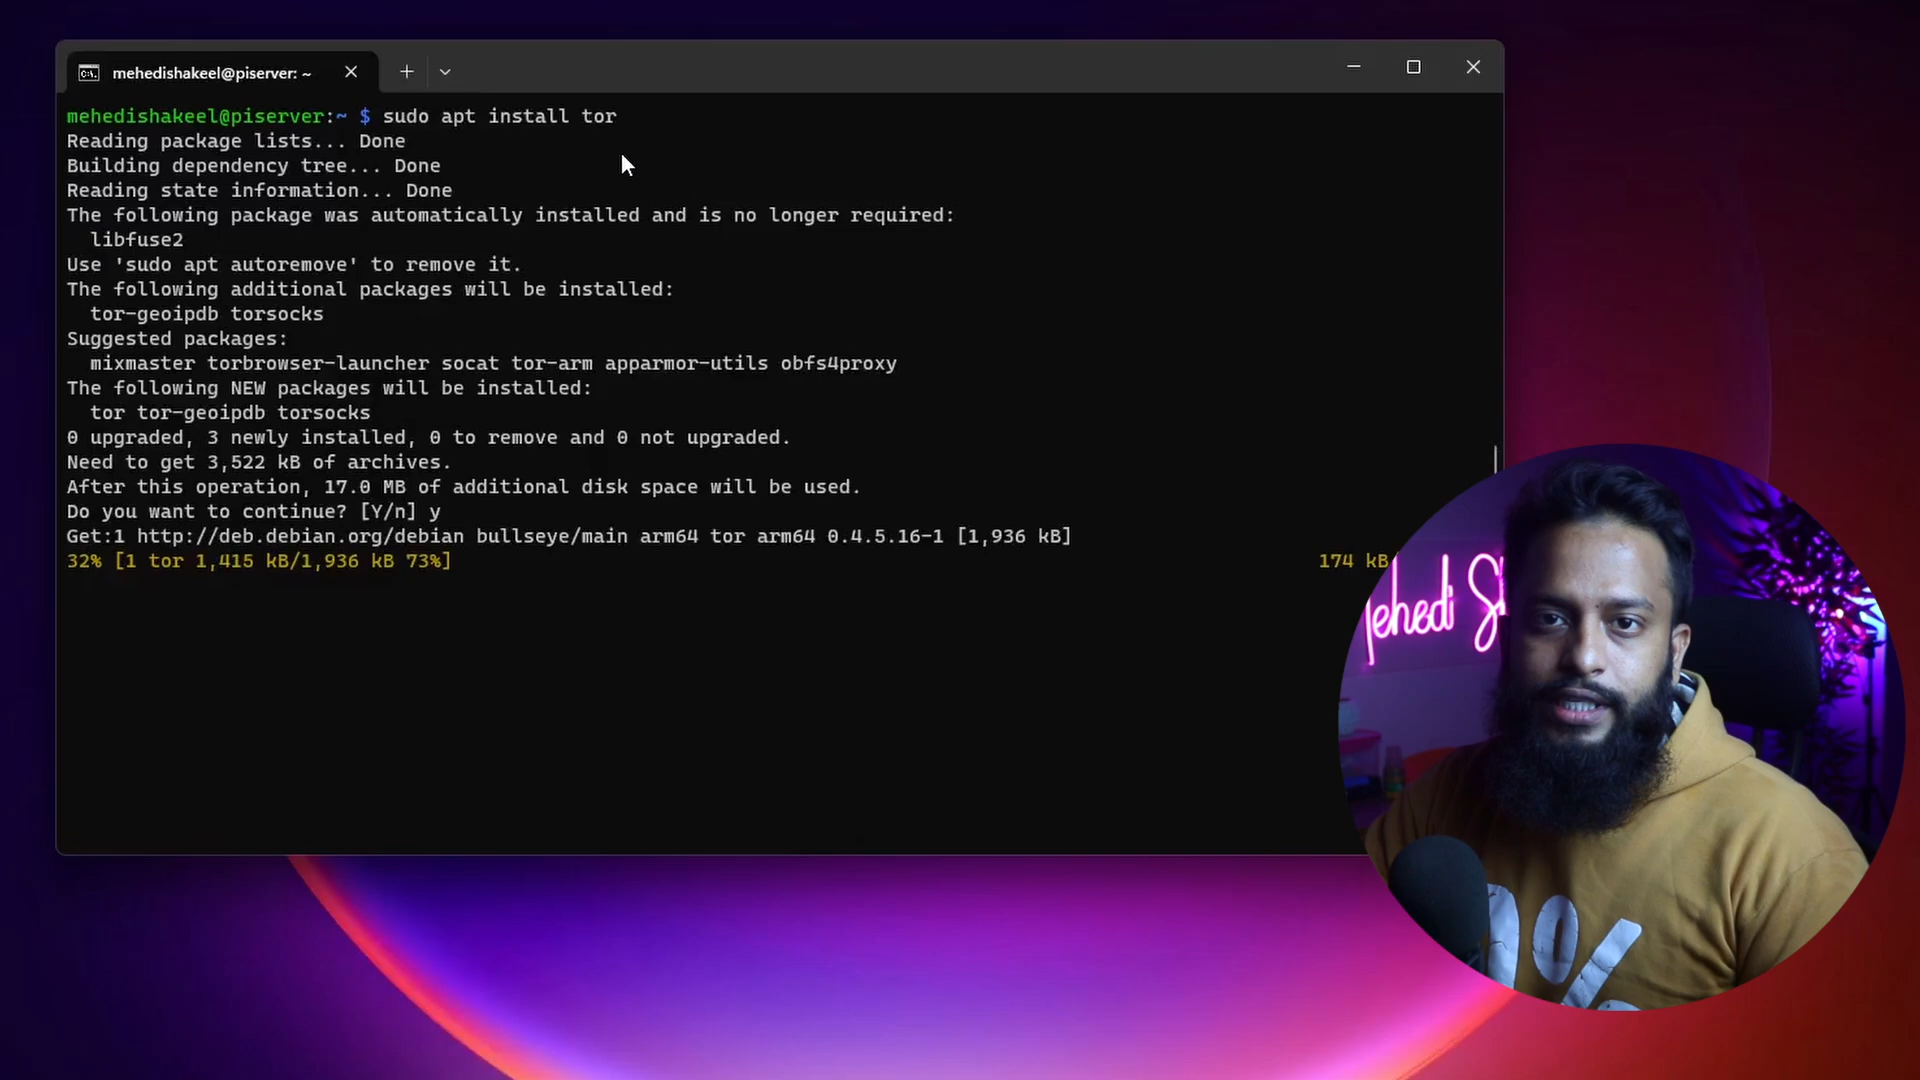 mehedishakeel@piserver: ~
mehedishakeel@piserver:~ $ sudo apt install tor
Reading package lists... Done
Building dependency tree... Done
Reading state information... Done
The following package was automatically installed and is no longer required:
libfuse2
Use 'sudo apt autoremove' to remove it.
The following additional packages will be installed:
tor-geoipdb torsocks
Suggested packages:
mixmaster torbrowser-launcher socat tor-arm apparmor-utils obfs4proxy
The following NEW packages will be installed:
tor tor-geoipdb torsocks
0 upgraded, 3 newly installed, 0 to remove and 0 not upgraded.
Need to get 3,522 kB of archives.
After this operation, 17.0 MB of additional disk space will be used.
Do you want to continue? [Y/n] y
Get:1 http://deb.debian.org/debian bullseye/main arm64 tor arm64 0.4.5.16-1 [1,936 kB]
32% [1 tor 1,415 kB/1,936 kB 73%] 174 kB
Mehedi Sh
0%